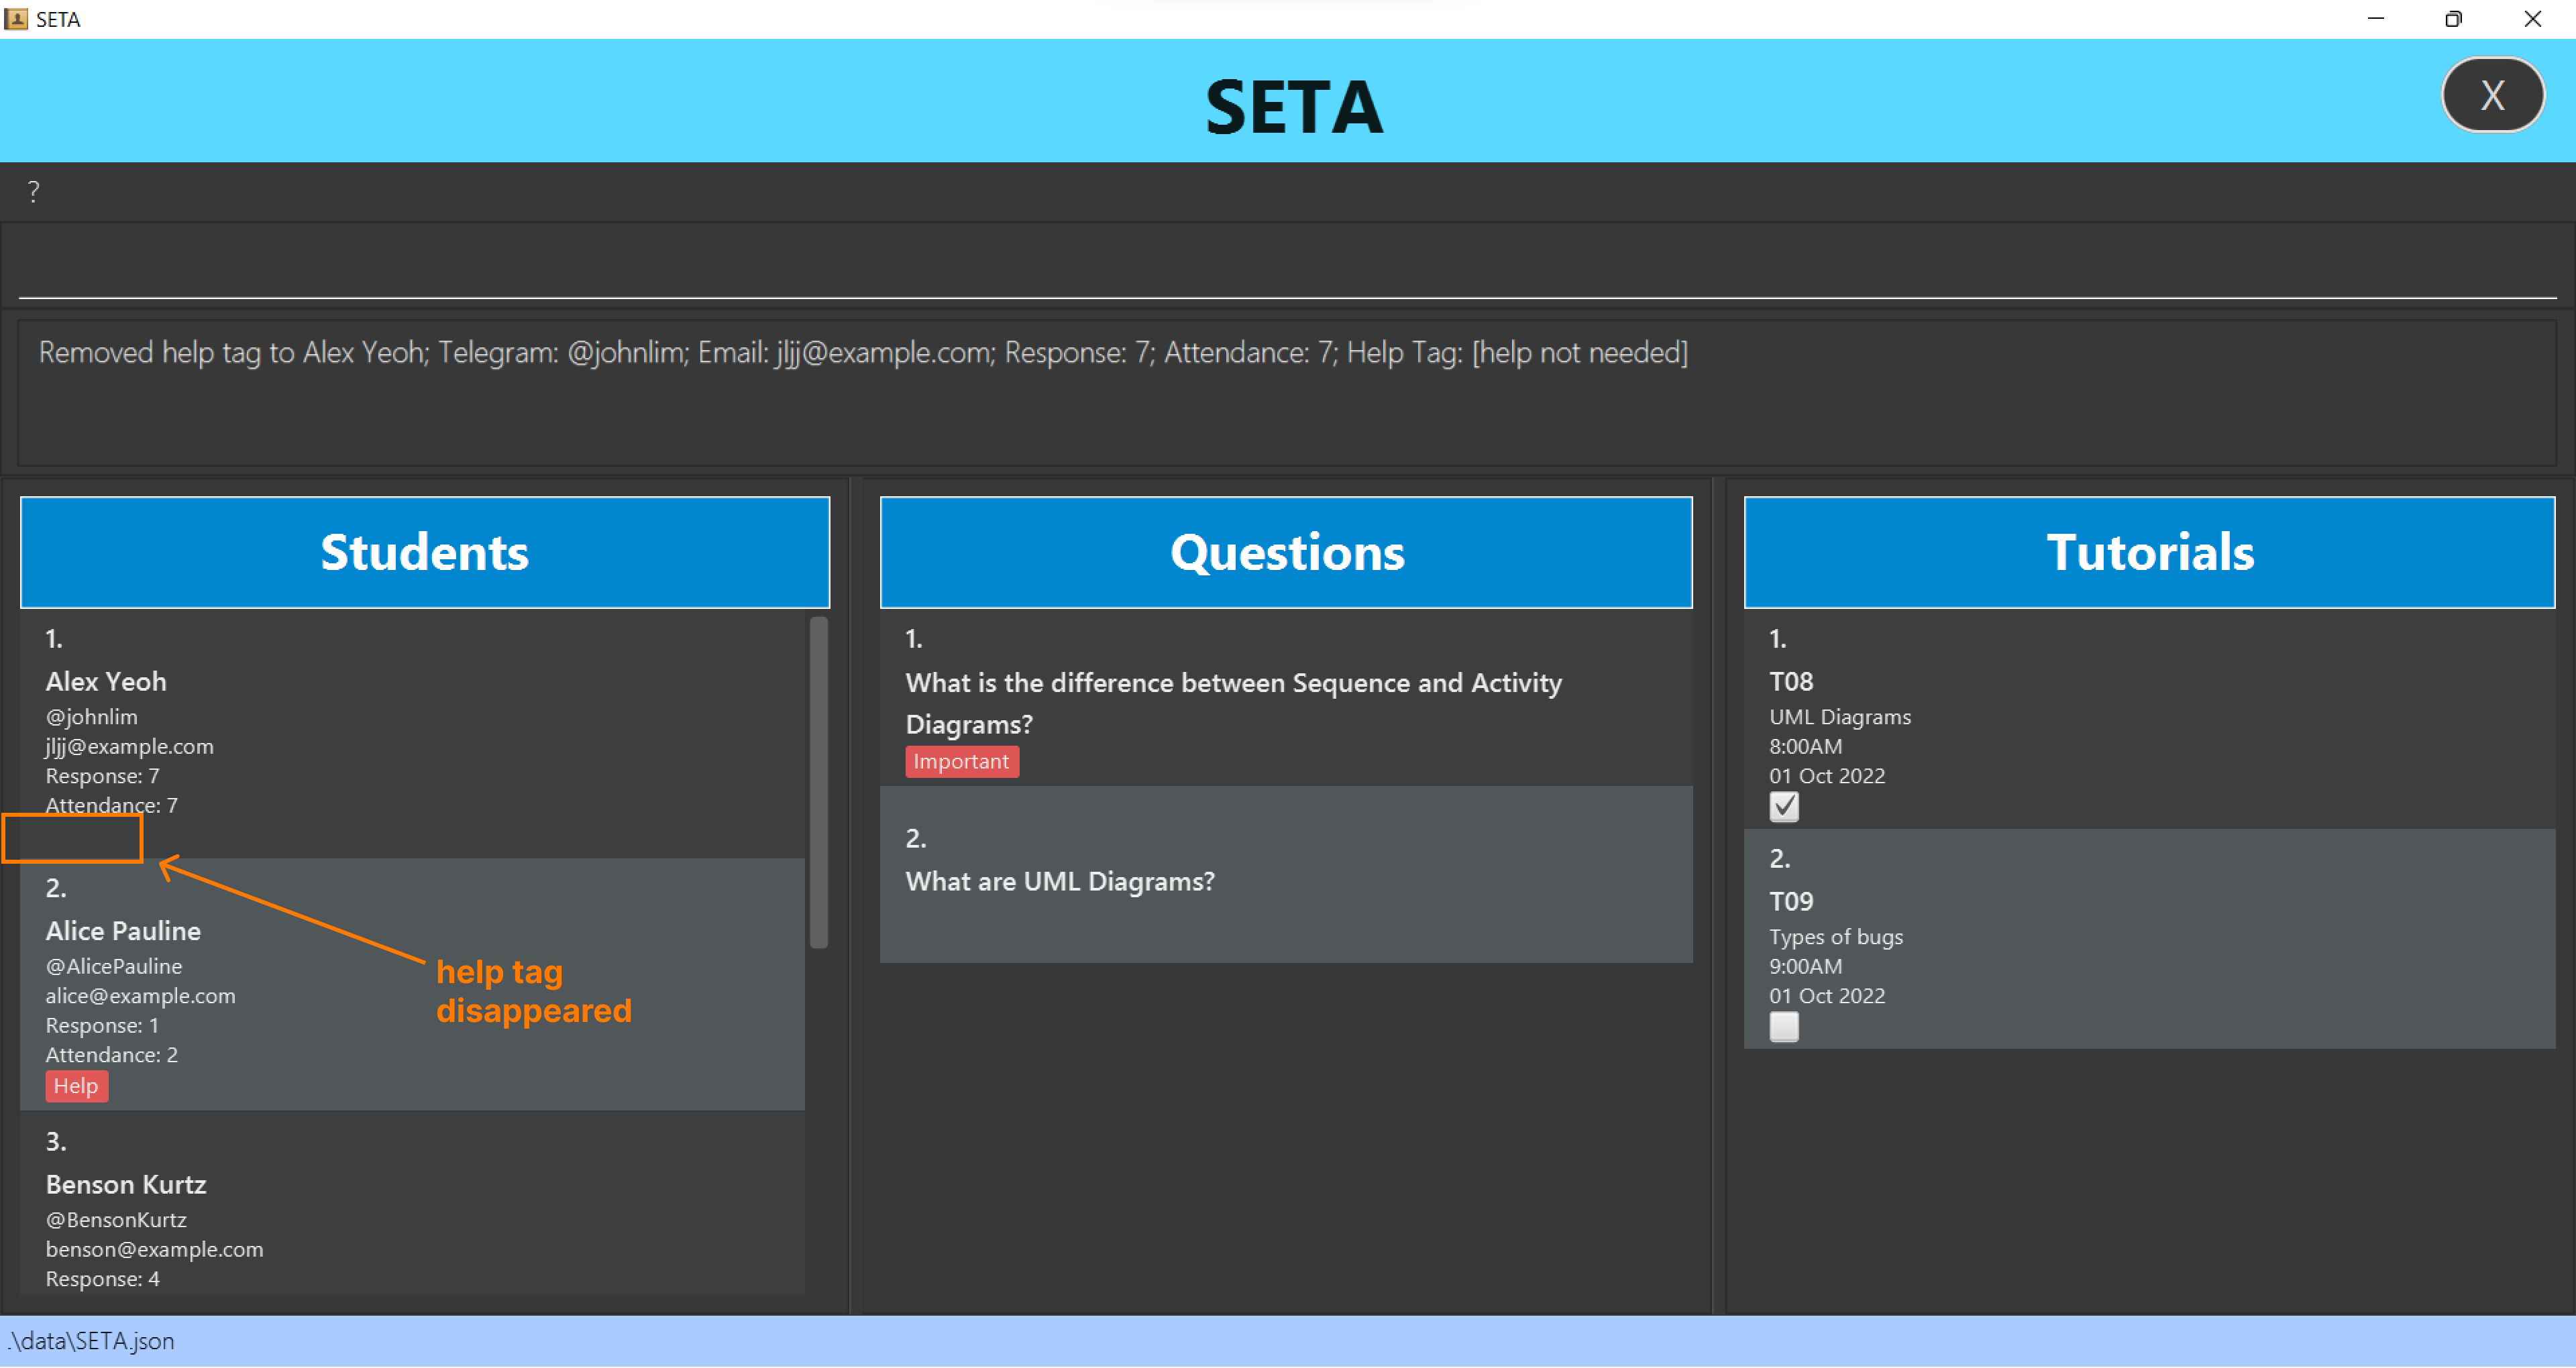 SETA
SETA
X
?
Removed help tag to Alex Yeoh; Telegram: @johnlim; Email: jljj@example.com; Response: 7; Attendance: 7; Help Tag: [help not needed]
Students
1.
Alex Yeoh
@johnlim
jljj@example.com
Response: 7
Attendance: 7
2.
Alice Pauline
@AlicePauline
alice@example.com
Response: 1
Attendance: 2
Help
help tag
disappeared
3.
Benson Kurtz
@BensonKurtz
benson@example.com
Response: 4
Questions
1.
What is the difference between Sequence and Activity
Diagrams?
Important
2.
What are UML Diagrams?
Tutorials
1.
T08
UML Diagrams
8:00AM
01 Oct 2022
2.
T09
Types of bugs
9:00AM
01 Oct 2022
.\data\SETA.json